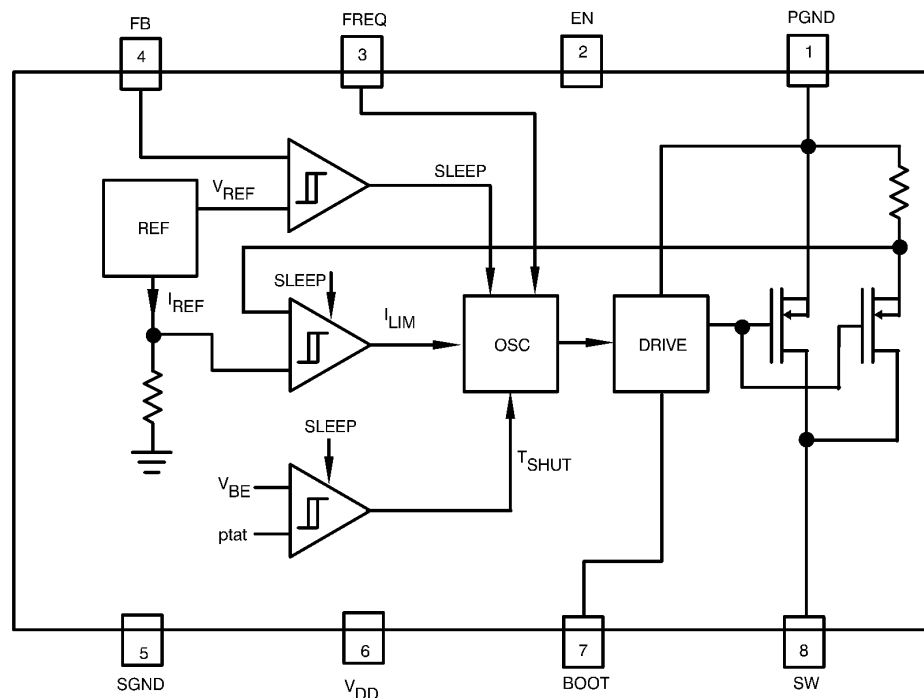 FB
FREQ
EN
PGND
4
3
2
1
SLEEP
VREF
REF
IREF
SLEEP
ILIM
OSC
DRIVE
SLEEP
TSHUT
VBE
ptat
5
6
7
8
SGND
VDD
BOOT
SW